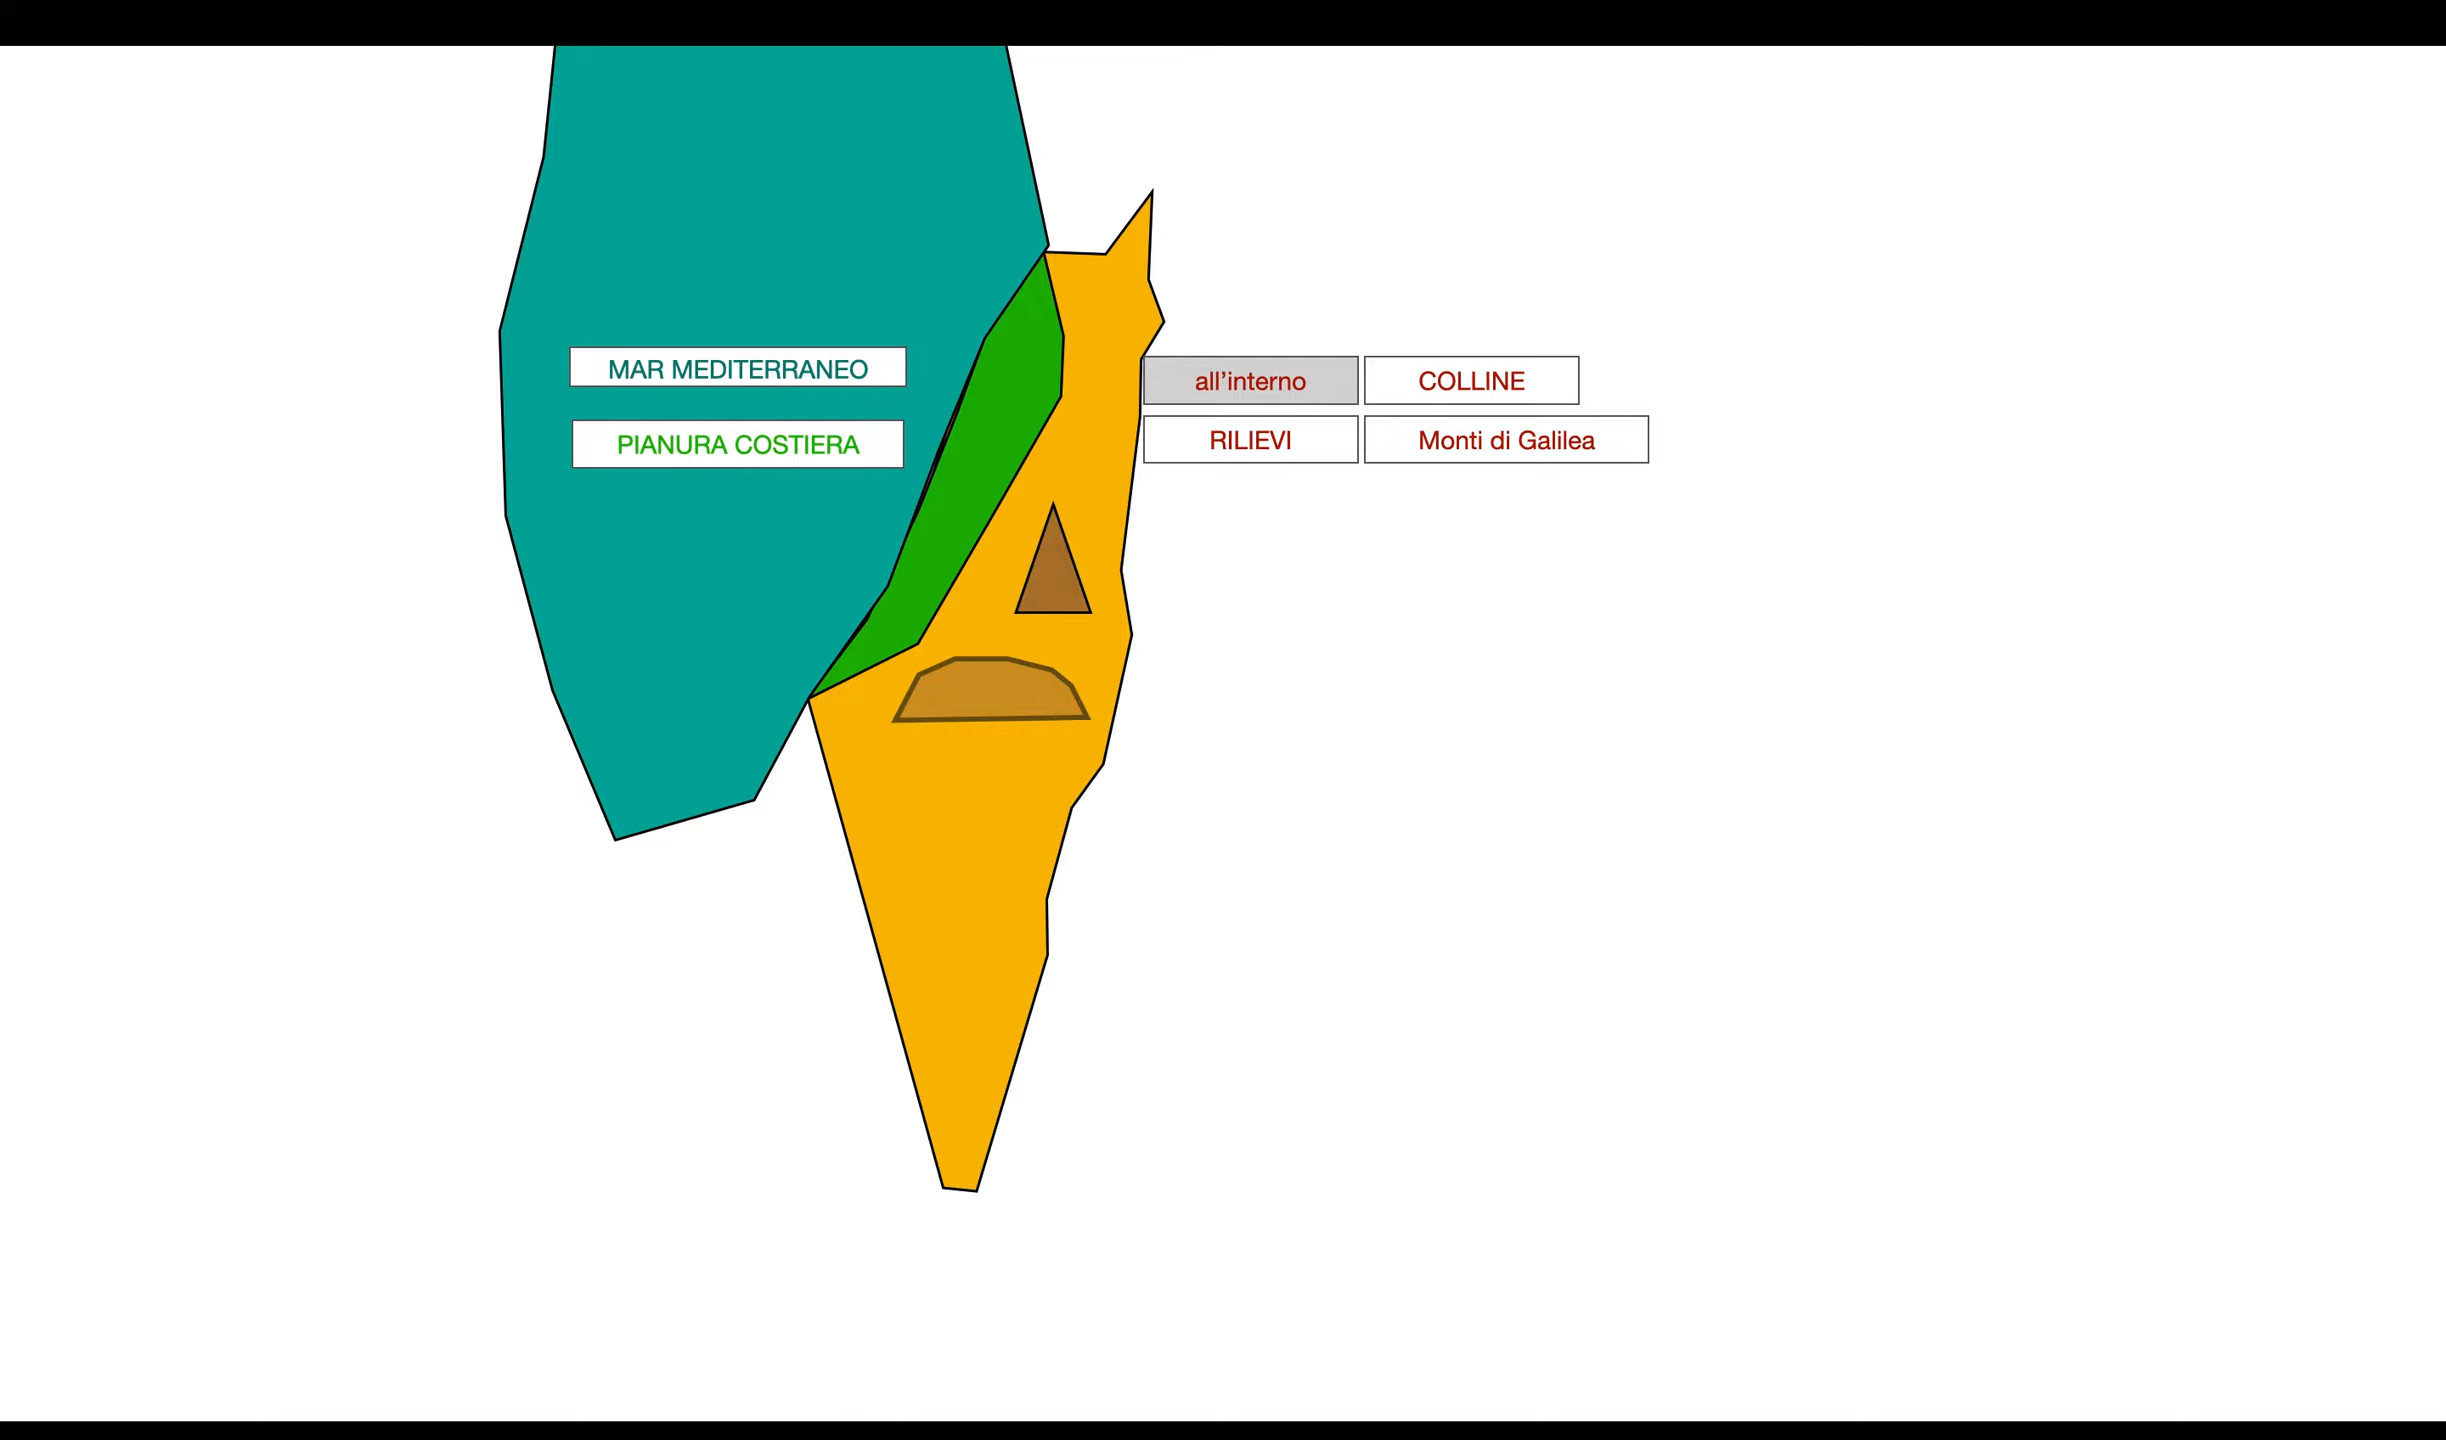 MAR MEDITERRANEO
PIANURA COSTIERA
all’interno
COLLINE
RILIEVI
Monti di Galilea